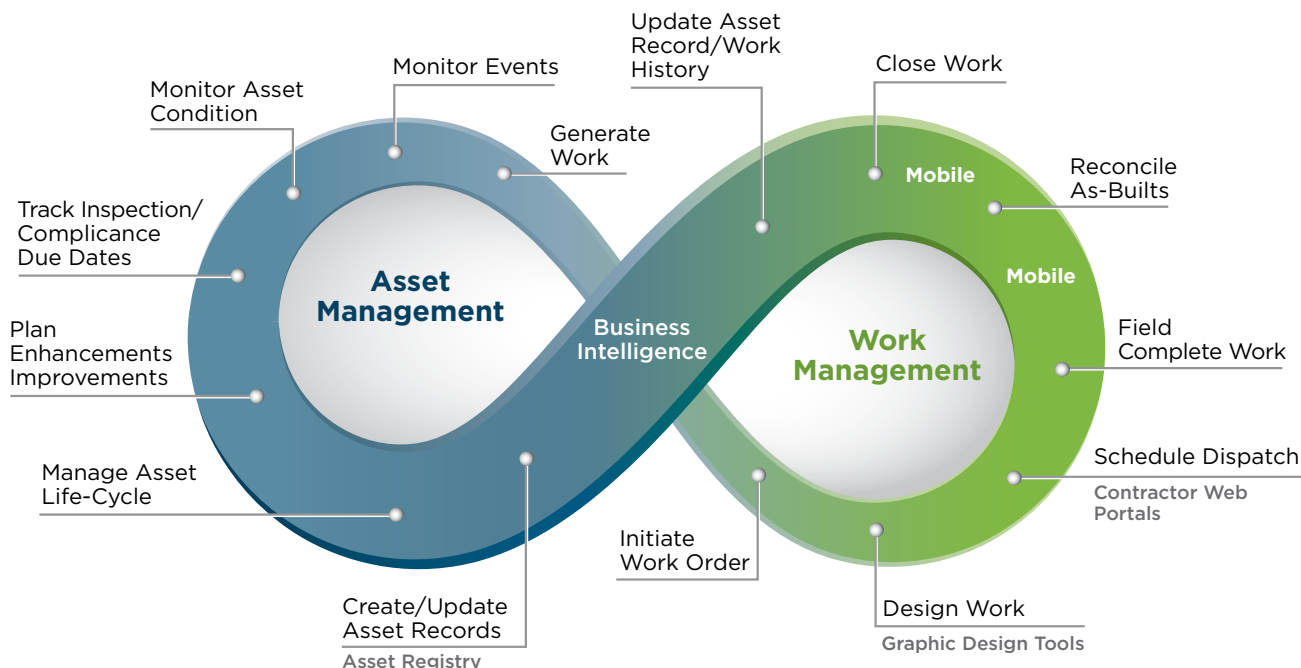 Update Asset
Record/Work
History
Close Work
Monitor Events
Monitor Asset
Condition
Generate
Work
Mobile
Reconcile
As-Builts
Track Inspection/
Complicance
Due Dates
Asset
Management
Mobile
Plan
Enhancements
Improvements
Business
Intelligence
Work
Management
Field
Complete Work
Manage Asset
Life-Cycle
Schedule Dispatch
Contractor Web
Portals
Initiate
Work Order
Create/Update
Asset Records
Asset Registry
Design Work
Graphic Design Tools